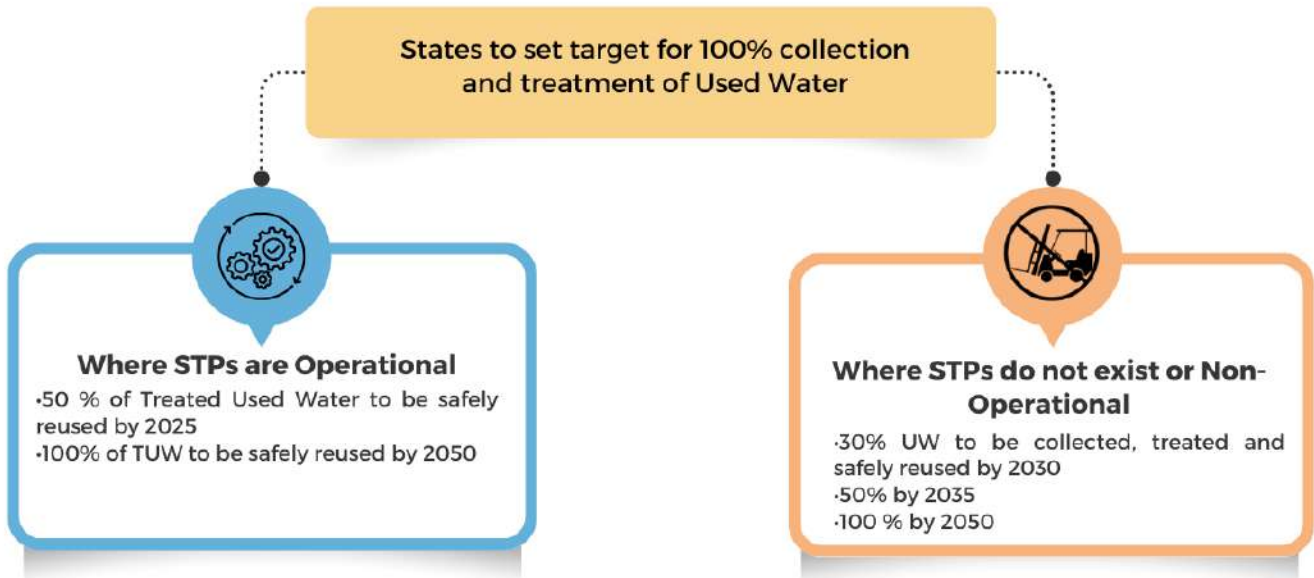 States to set target for 100% collection
and treatment of Used Water
Where STPs are Operational
•50 % of Treated Used Water to be safely
reused by 2025
•100% of TUW to be safely reused by 2050
Where STPs do not exist or Non-
Operational
•30% UW to be collected, treated and
safely reused by 2030
•50% by 2035
•100 % by 2050